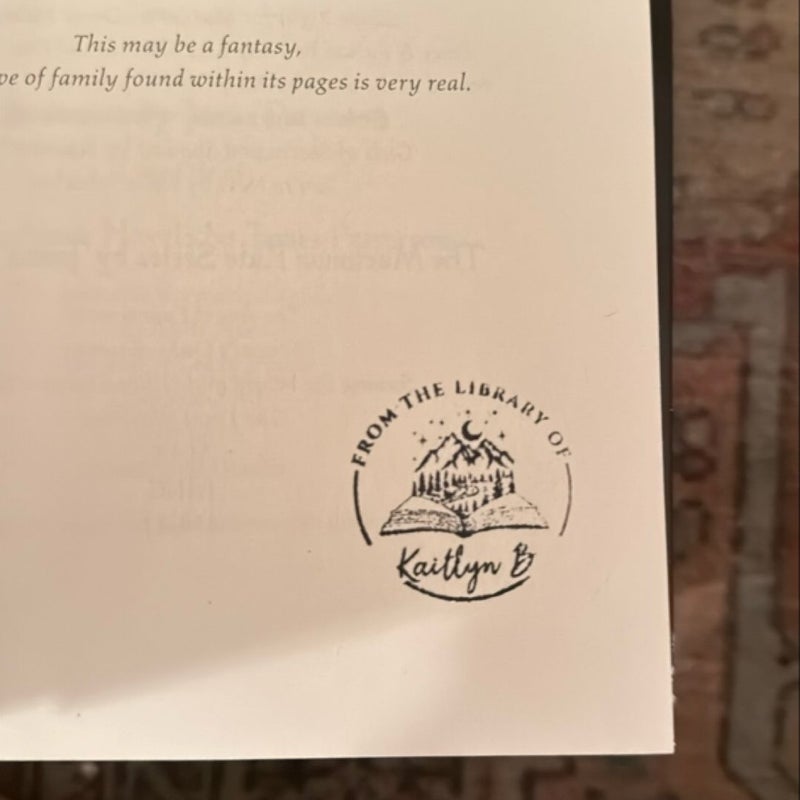 This may be a fantasy,
ve of family found within its pages is very real.
FROM THE LIBRARY OF
Kaitlyn B